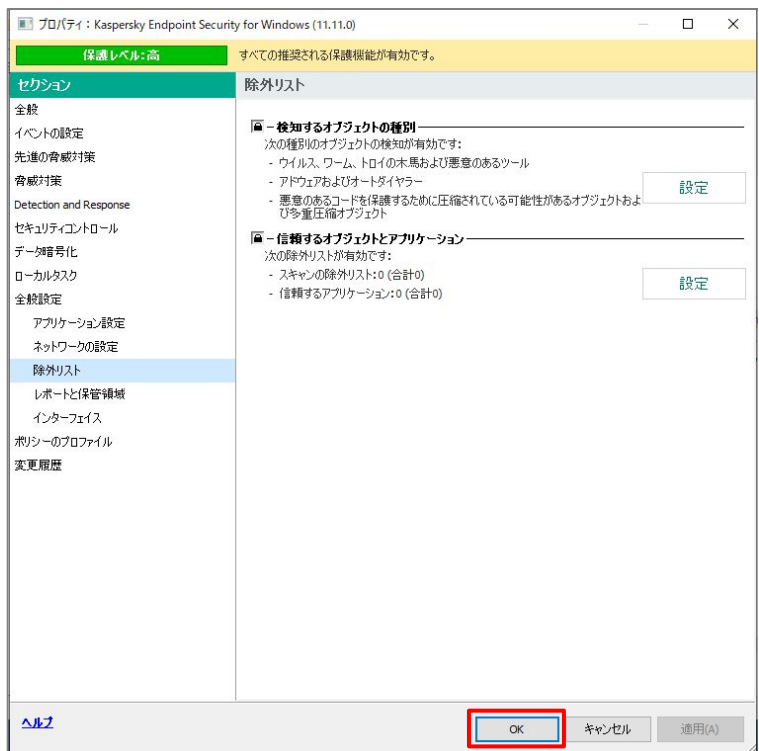 プロパティ：Kaspersky Endpoint Security for Windows (11.11.0)
保護レベル：高
すべての推奨される保護機能が有効です。
セクション
除外リスト
全般
イベントの設定
先進の脅威対策
脅威対策
Detection and Response
セキュリティコントロール
データ暗号化
ローカルタスク
全般設定
アプリケーション設定
ネットワークの設定
除外リスト
レポートと保管領域
インターフェイス
ポリシーのプロファイル
変更履歴
検知するオブジェクトの種別
次の種別のオブジェクトの検知が有効です：
- ウイルス、ワーム、トロイの木馬および悪意のあるツール
- アドウェアおよびオートダイヤラー
- 悪意のあるコードを保護するために圧縮されている可能性があるオブジェクトおよ
び多重圧縮オブジェクト
設定
信頼するオブジェクトとアプリケーション
次の除外リストが有効です：
- スキャンの除外リスト：0 (合計0)
- 信頼するアプリケーション：0 (合計0)
設定
ヘルプ
OK
キャンセル
適用(A)